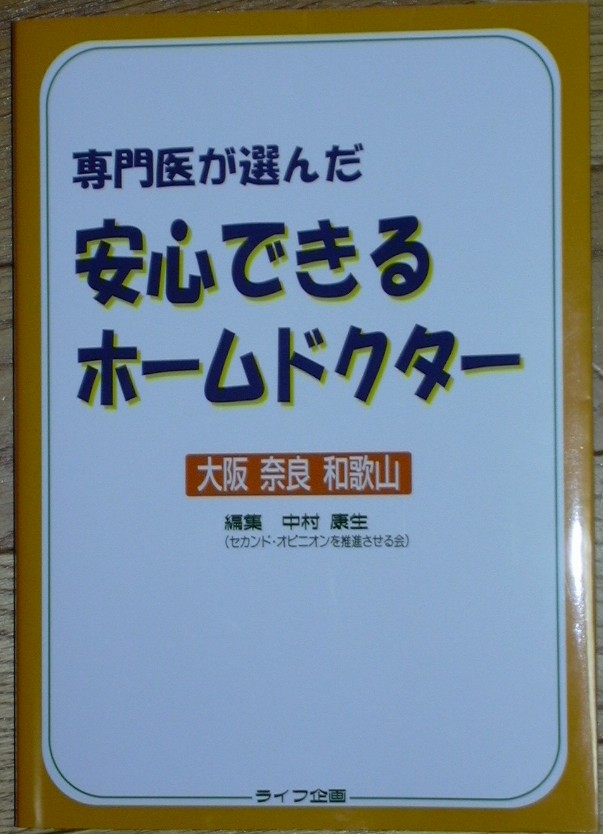 専門医が選んだ
安心できる
ホームドクター
大阪 奈良 和歌山
編集 中村 康生
(セカンド・オピニオンを推進させる会)
ライフ企画